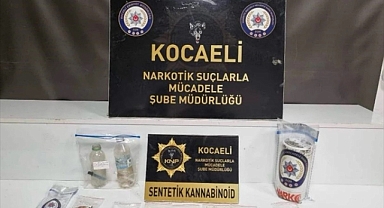 KOCAELİ
NARKOTİK SUÇLARLA
MÜCADELE
ŞUBE MÜDÜRLÜĞÜ
KOCAELİ
NARKOTİK SUÇLARLA
MÜCADELE
ŞUBE MÜDÜRLÜĞÜ
KNP
SENTETİK KANNABİNOİD